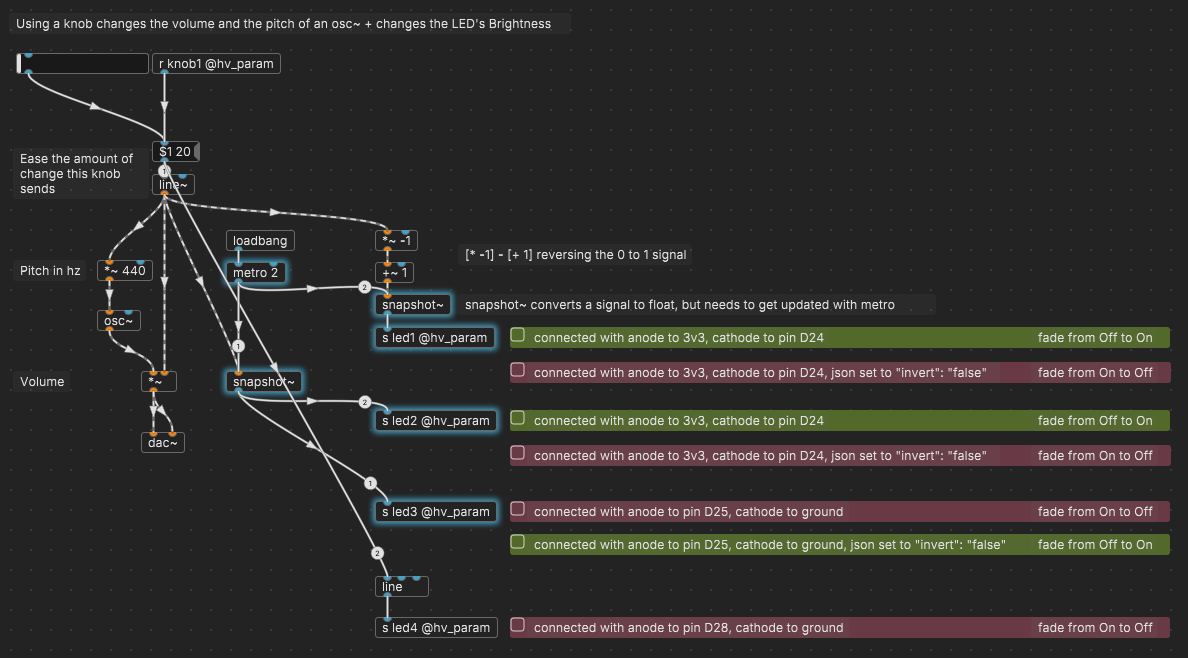 Using a knob changes the volume and the pitch of an osc~ + changes the LED's Brightness
r knob1 @hv_param
$1 20
Ease the amount of
change this knob
sends
1
line~
loadbang
*~ -1
[* -1] - [+ 1] reversing the 0 to 1 signal
Pitch in hz
*~ 440
metro 2
+~ 1
2
snapshot~
snapshot~ converts a signal to float, but needs to get updated with metro
osc~
s led1 @hv_param
connected with anode to 3v3, cathode to pin D24 fade from Off to On
1
connected with anode to 3v3, cathode to pin D24, json set to "invert": "false" fade from On to Off
Volume
*~
snapshot~
2
s led2 @hv_param
connected with anode to 3v3, cathode to pin D24 fade from Off to On
dac~
connected with anode to 3v3, cathode to pin D24, json set to "invert": "false" fade from On to Off
1
s led3 @hv_param
connected with anode to pin D25, cathode to ground fade from On to Off
connected with anode to pin D25, cathode to ground, json set to "invert": "false" fade from Off to On
2
line
s led4 @hv_param
connected with anode to pin D28, cathode to ground fade from On to Off